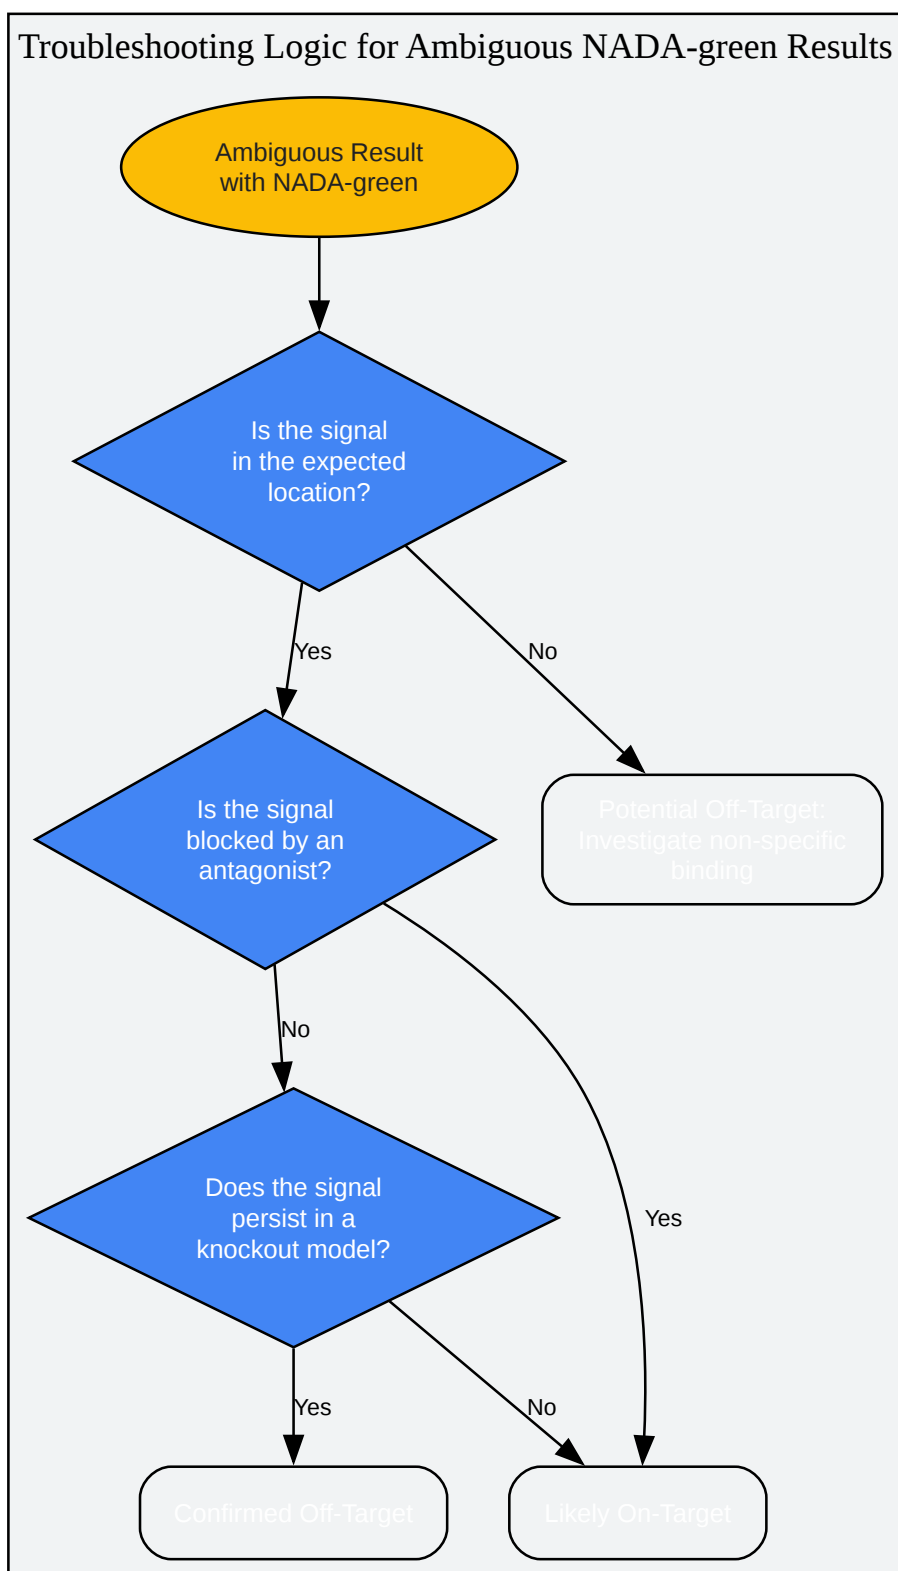 Troubleshooting Logic for Ambiguous NADA-green Results
Ambiguous Result
with NADA-green
Is the signal
in the expected
location?
Yes
No
Is the signal
blocked by an
antagonist?
Potential Off-Target:
Investigate non-specific
binding
No
Does the signal
persist in a
knockout model?
Yes
Yes
No
Confirmed Off-Target
Likely On-Target